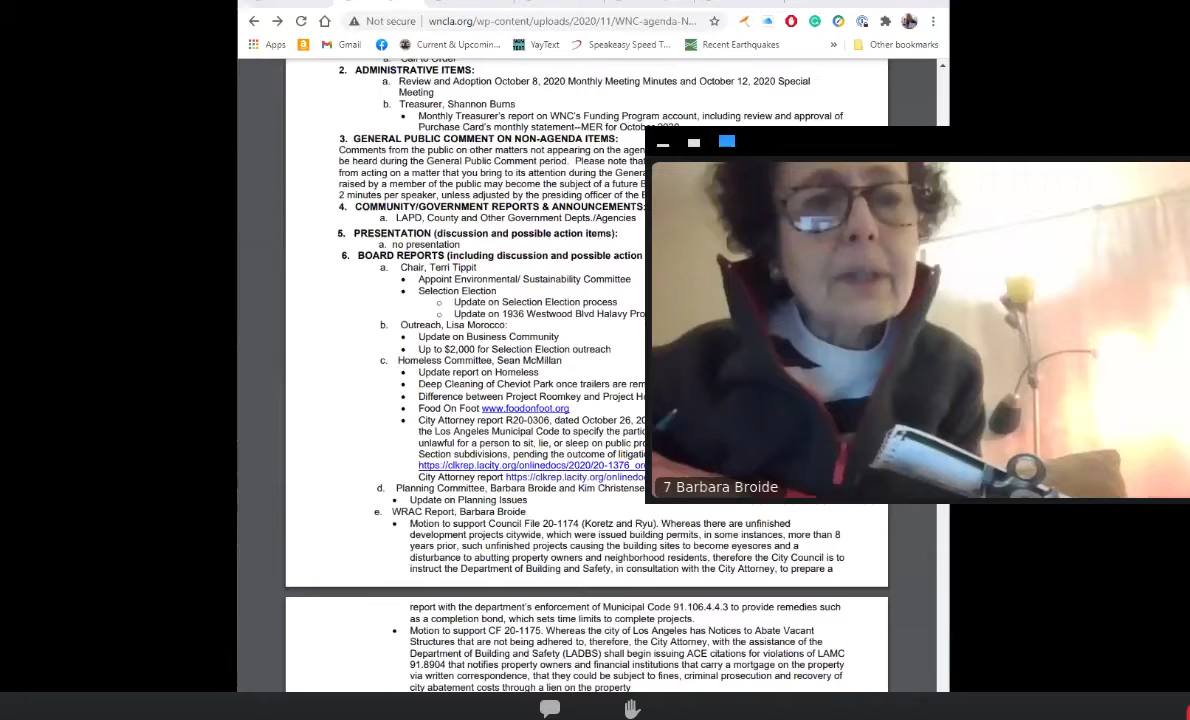 Not secure
wncla.org/wp-content/uploads/2020/11/WNC-agenda-N...
Apps
Gmail
Current & Upcomin...
YayText
Speakeasy Speed T...
Recent Earthquakes
»
Other bookmarks
a. Call to Order
2. ADMINISTRATIVE ITEMS:
a. Review and Adoption October 8, 2020 Monthly Meeting Minutes and October 12, 2020 Special
Meeting
b. Treasurer, Shannon Burns
• Monthly Treasurer's report on WNC's Funding Program account, including review and approval of
Purchase Card's monthly statement--MER for October 2020
3. GENERAL PUBLIC COMMENT ON NON-AGENDA ITEMS:
Comments from the public on other matters not appearing on the agen
be heard during the General Public Comment period. Please note that
from acting on a matter that you bring to its attention during the Genera
raised by a member of the public may become the subject of a future B
2 minutes per speaker, unless adjusted by the presiding officer of the B
4. COMMUNITY/GOVERNMENT REPORTS & ANNOUNCEMENTS:
a. LAPD, County and Other Government Depts./Agencies
5. PRESENTATION (discussion and possible action items):
a. no presentation
6. BOARD REPORTS (including discussion and possible action
a. Chair, Terri Tippit
• Appoint Environmental/ Sustainability Committee
• Selection Election
o Update on Selection Election process
o Update on 1936 Westwood Blvd Halavy Pro
b. Outreach, Lisa Morocco:
• Update on Business Community
• Up to $2,000 for Selection Election outreach
c. Homeless Committee, Sean McMillan
• Update report on Homeless
• Deep Cleaning of Cheviot Park once trailers are rem
• Difference between Project Roomkey and Project H
• Food On Foot www.foodonfoot.org
• City Attorney report R20-0306, dated October 26, 20
the Los Angeles Municipal Code to specify the partic
unlawful for a person to sit, lie, or sleep on public pro
Section subdivisions, pending the outcome of litigati
https://clkrep.lacity.org/onlinedocs/2020/20-1376_or
City Attorney report https://clkrep.lacity.org/onlinedo
d. Planning Committee, Barbara Broide and Kim Christense
• Update on Planning Issues
e. WRAC Report, Barbara Broide
• Motion to support Council File 20-1174 (Koretz and Ryu). Whereas there are unfinished
development projects citywide, which were issued building permits, in some instances, more than 8
years prior, such unfinished projects causing the building sites to become eyesores and a
disturbance to abutting property owners and neighborhood residents, therefore the City Council is to
instruct the Department of Building and Safety, in consultation with the City Attorney, to prepare a
report with the department's enforcement of Municipal Code 91.106.4.4.3 to provide remedies such
as a completion bond, which sets time limits to complete projects.
• Motion to support CF 20-1175. Whereas the city of Los Angeles has Notices to Abate Vacant
Structures that are not being adhered to, therefore, the City Attorney, with the assistance of the
Department of Building and Safety (LADBS) shall begin issuing ACE citations for violations of LAMC
91.8904 that notifies property owners and financial institutions that carry a mortgage on the property
via written correspondence, that they could be subject to fines, criminal prosecution and recovery of
city abatement costs through a lien on the property
7 Barbara Broide